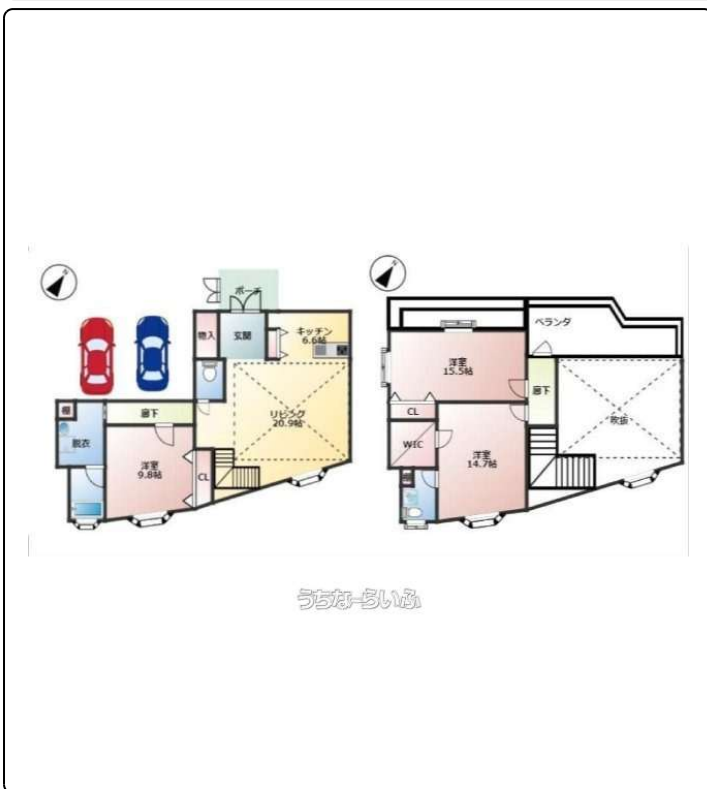 N
ポーチ
物入
玄関
キッチン
6.6帖
リビング
20.9帖
棚
廊下
脱衣
洋室
9.8帖
CL
N
ベランダ
洋室
15.5帖
廊下
吹抜
CL
WIC
洋室
14.7帖
うちなーらいふ